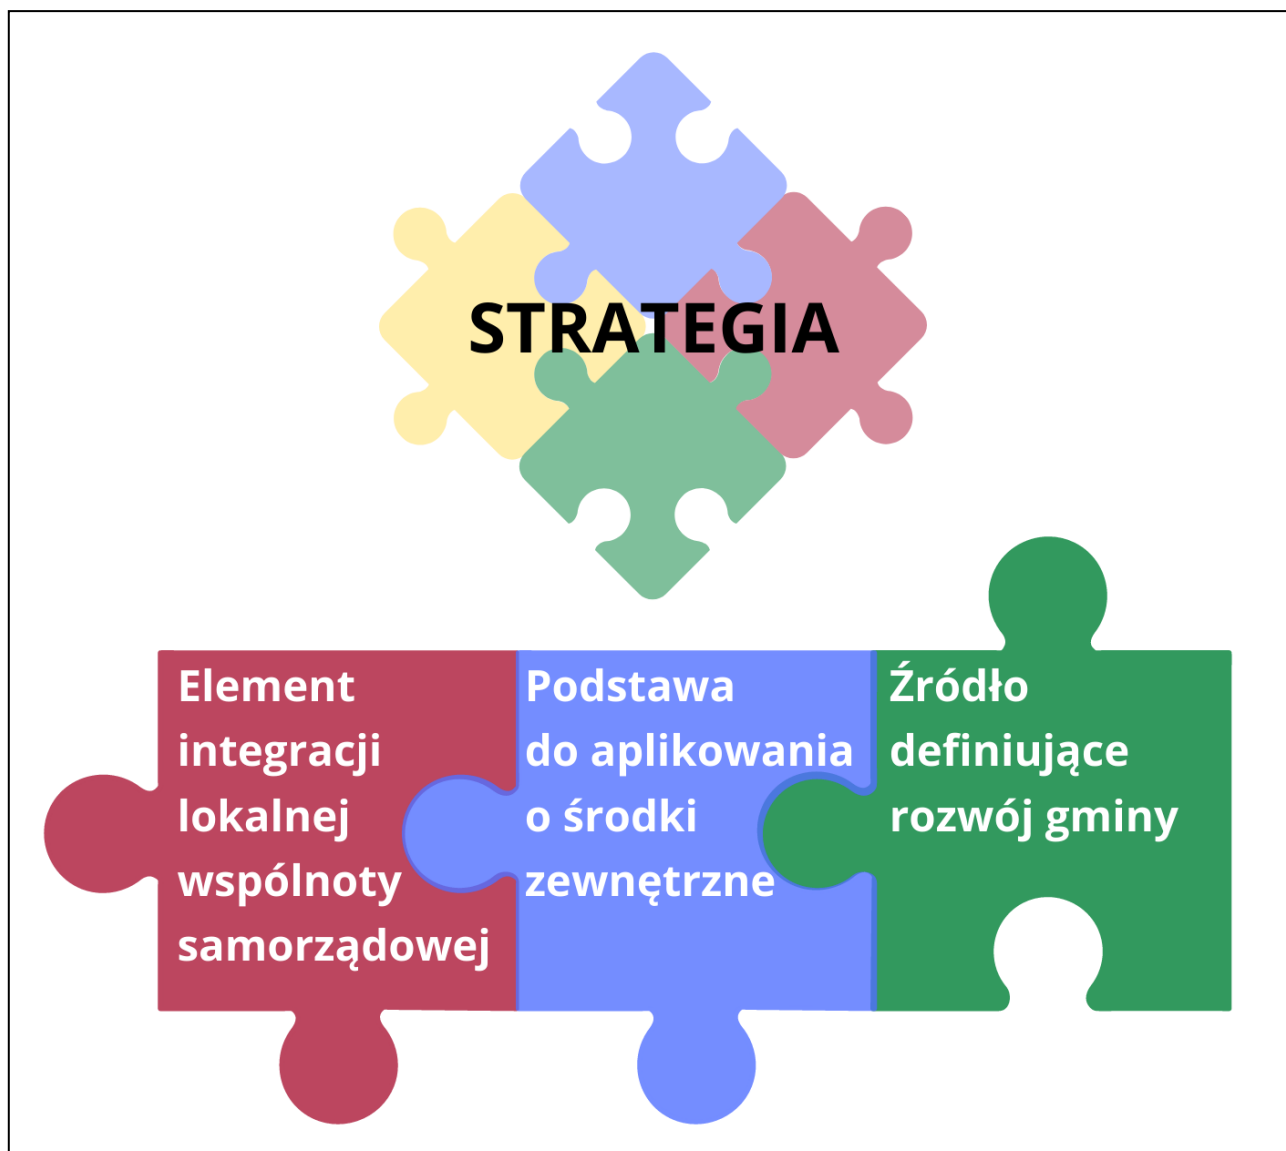 STRATEGIA
Element
integracji
lokalnej
wspólnoty
samorządowej
Podstawa
do aplikowania
o środki
zewnętrzne
Źródło
definiujące
rozwój gminy